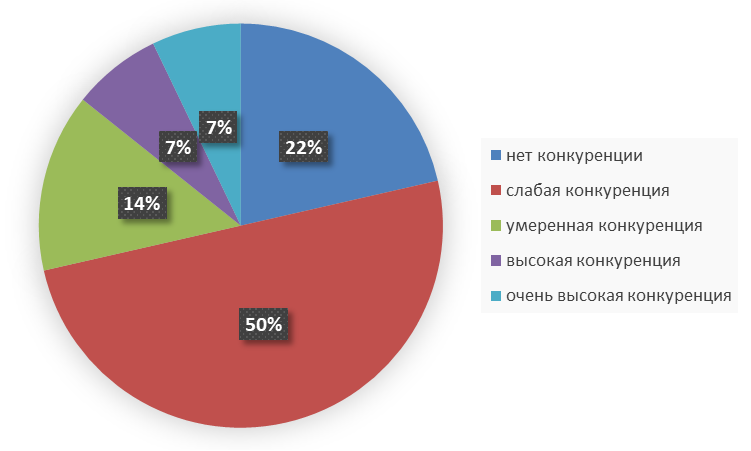 7%
22%
7%
14%
50%
нет конкуренции
слабая конкуренция
умеренная конкуренция
высокая конкуренция
очень высокая конкуренция